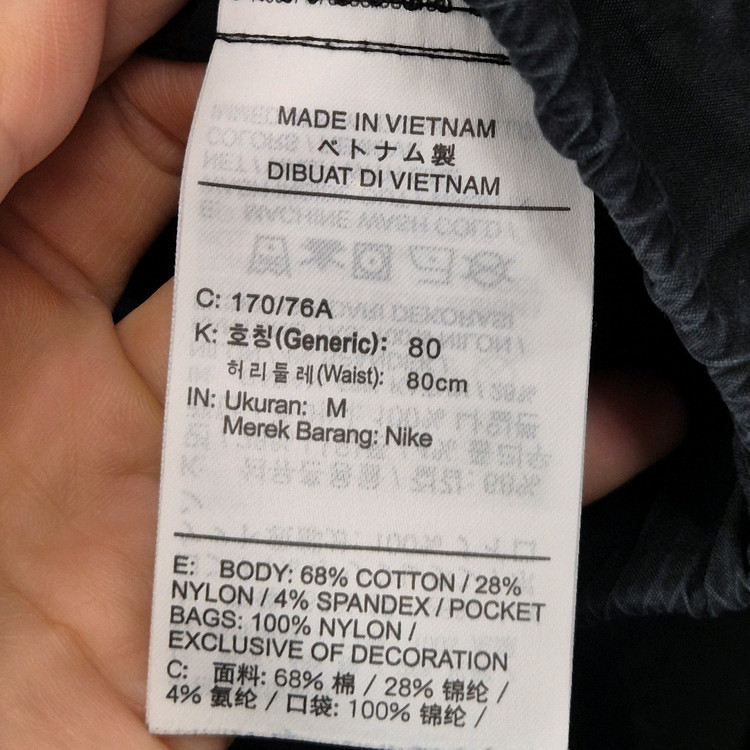 MADE IN VIETNAM
ベトナム製
DIBUAT DI VIETNAM
C: 170/76A
K: 호칭(Generic): 80
허리둘레(Waist): 80cm
IN: Ukuran: M
Merek Barang: Nike
E: BODY: 68% COTTON / 28%
NYLON / 4% SPANDEX / POCKET
BAGS: 100% NYLON /
EXCLUSIVE OF DECORATION
C: 面料: 68% 棉 / 28% 锦纶 /
4% 氨纶 / 口袋: 100% 锦纶 /